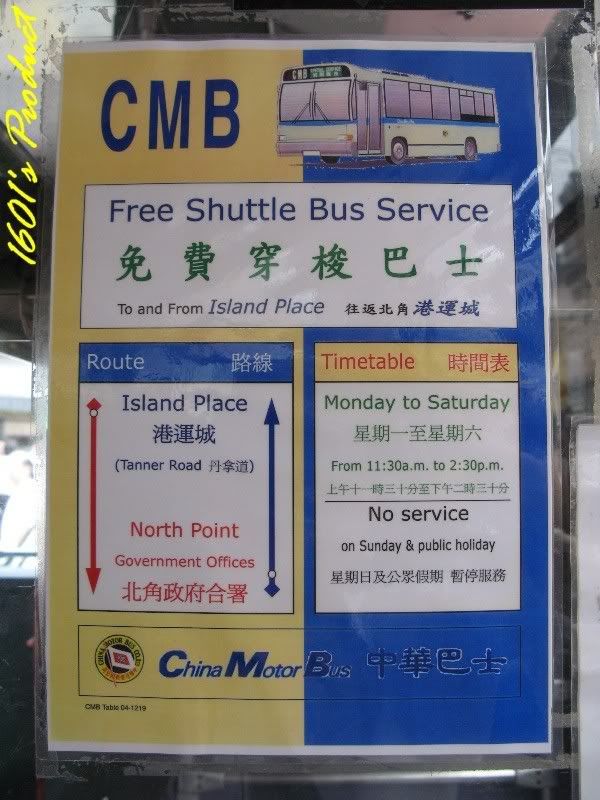 1601's Product
CMB
CMB
Free Shuttle Bus Service
免費穿梭巴士
To and From Island Place 往返北角港運城
Route 路線
Island Place
港運城
(Tanner Road 丹拿道)
North Point
Government Offices
北角政府合署
Timetable 時間表
Monday to Saturday
星期一至星期六
From 11:30a.m. to 2:30p.m.
上午十一時三十分至下午二時三十分
No service
on Sunday & public holiday
星期日及公眾假期 暫停服務
China Motor Bus 中華巴士
CMB Table 04-1219